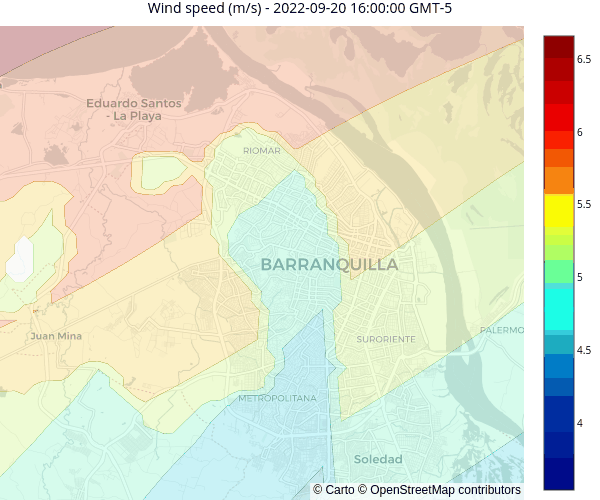 Wind speed (m/s) - 2022-09-20 16:00:00 GMT-5
Eduardo Santos
- La Playa
RIOMAR
BARRANQUILLA
Juan Mina
SURORIENTE
PALERMO
METROPOLITANA
Soledad
© Carto © OpenStreetMap contributors
6.5
6
5.5
5
4.5
4